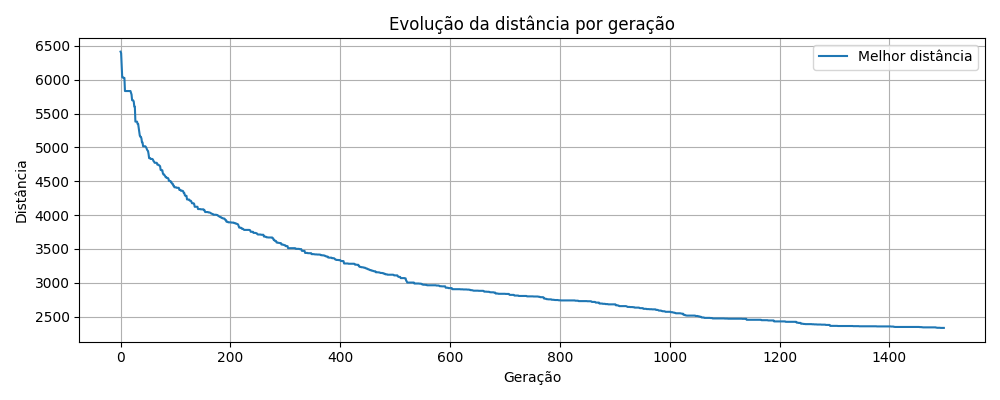 Evolução da distância por geração
Melhor distância
6500
6000
5500
5000
4500
4000
3500
3000
2500
Distância
0 200 400 600 800 1000 1200 1400
Geração